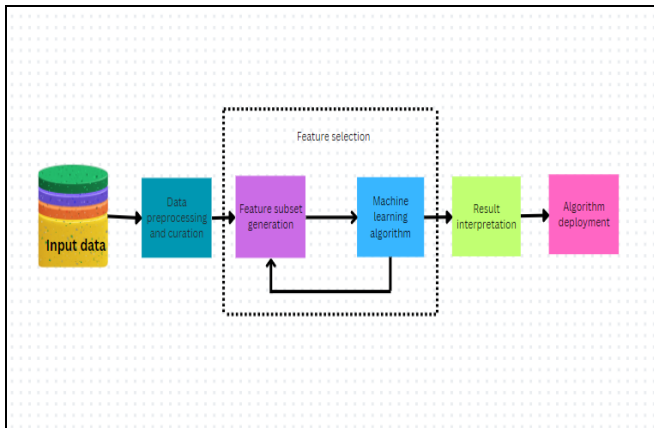 Feature selection
Input data
Data
preprocessing
and curation
Feature subset
generation
Machine
learning
algorithm
Result
interpretation
Algorithm
deployment